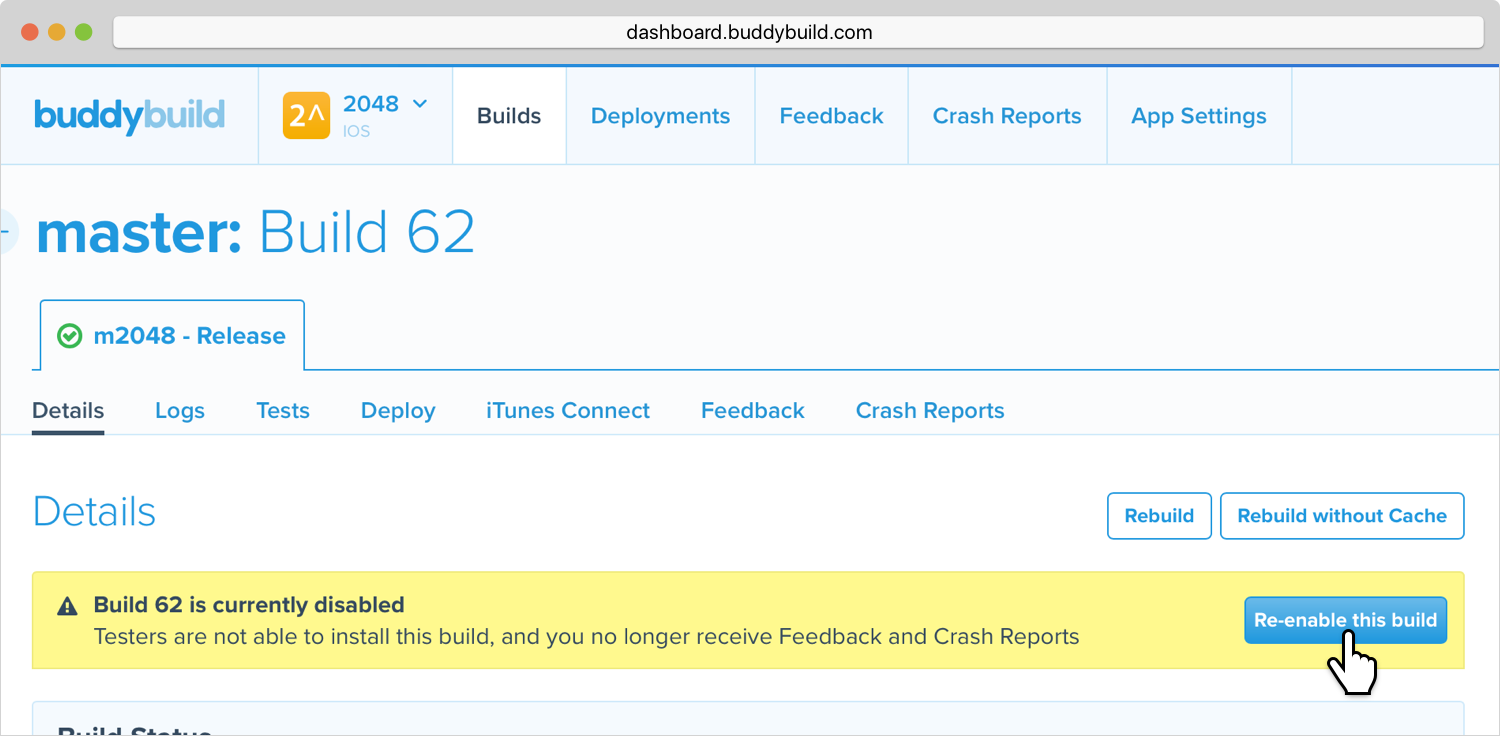 dashboard.buddybuild.com
buddybuild
2^
2048
IOS
Builds
Deployments
Feedback
Crash Reports
App Settings
master: Build 62
m2048 - Release
Details
Logs
Tests
Deploy
iTunes Connect
Feedback
Crash Reports
Details
Rebuild
Rebuild without Cache
Build 62 is currently disabled
Testers are not able to install this build, and you no longer receive Feedback and Crash Reports
Re-enable this build
Build Status